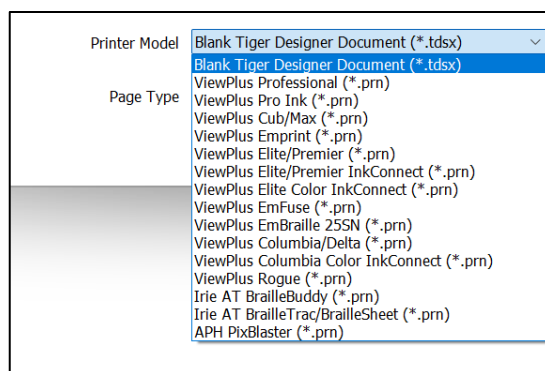 Printer Model Blank Tiger Designer Document (*.tdsx)
Blank Tiger Designer Document (*.tdsx)
Page Type
ViewPlus Professional (*.prn)
ViewPlus Pro Ink (*.prn)
ViewPlus Cub/Max (*.prn)
ViewPlus Emprint (*.prn)
ViewPlus Elite/Premier (*.prn)
ViewPlus Elite/Premier InkConnect (*.prn)
ViewPlus Elite Color InkConnect (*.prn)
ViewPlus EmFuse (*.prn)
ViewPlus EmBraille 25SN (*.prn)
ViewPlus Columbia/Delta (*.prn)
ViewPlus Columbia Color InkConnect (*.prn)
ViewPlus Rogue (*.prn)
Irie AT BrailleBuddy (*.prn)
Irie AT BrailleTrac/BrailleSheet (*.prn)
APH PixBlaster (*.prn)